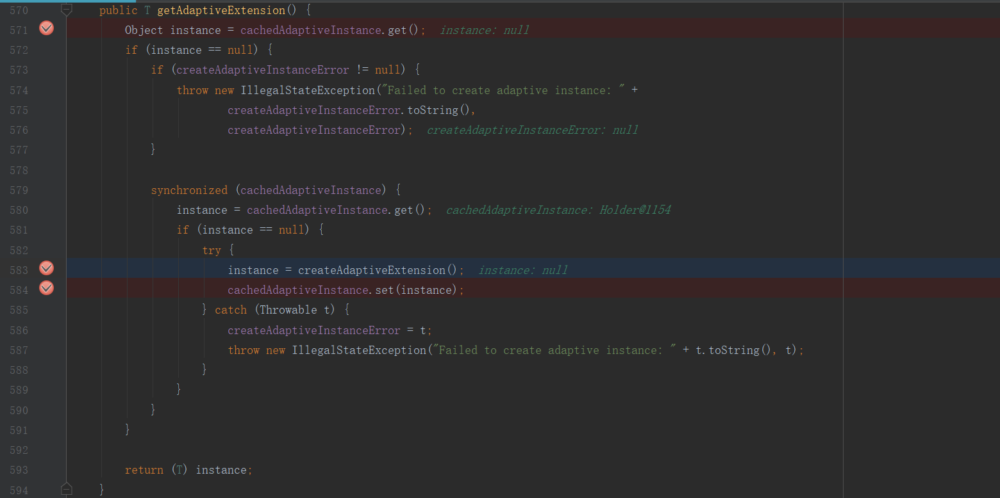 570 public T getAdaptiveExtension() {
571 Object instance = cachedAdaptiveInstance.get(); instance: null
572 if (instance == null) {
573 if (createAdaptiveInstanceError != null) {
574 throw new IllegalStateException("Failed to create adaptive instance: " +
575 createAdaptiveInstanceError.toString(),
576 createAdaptiveInstanceError); createAdaptiveInstanceError: null
577 }
578
579 synchronized (cachedAdaptiveInstance) {
580 instance = cachedAdaptiveInstance.get(); cachedAdaptiveInstance: Holder@1154
581 if (instance == null) {
582 try {
583 instance = createAdaptiveExtension(); instance: null
584 cachedAdaptiveInstance.set(instance);
585 } catch (Throwable t) {
586 createAdaptiveInstanceError = t;
587 throw new IllegalStateException("Failed to create adaptive instance: " + t.toString(), t);
588 }
589 }
590 }
591 }
592
593 return (T) instance;
594 }